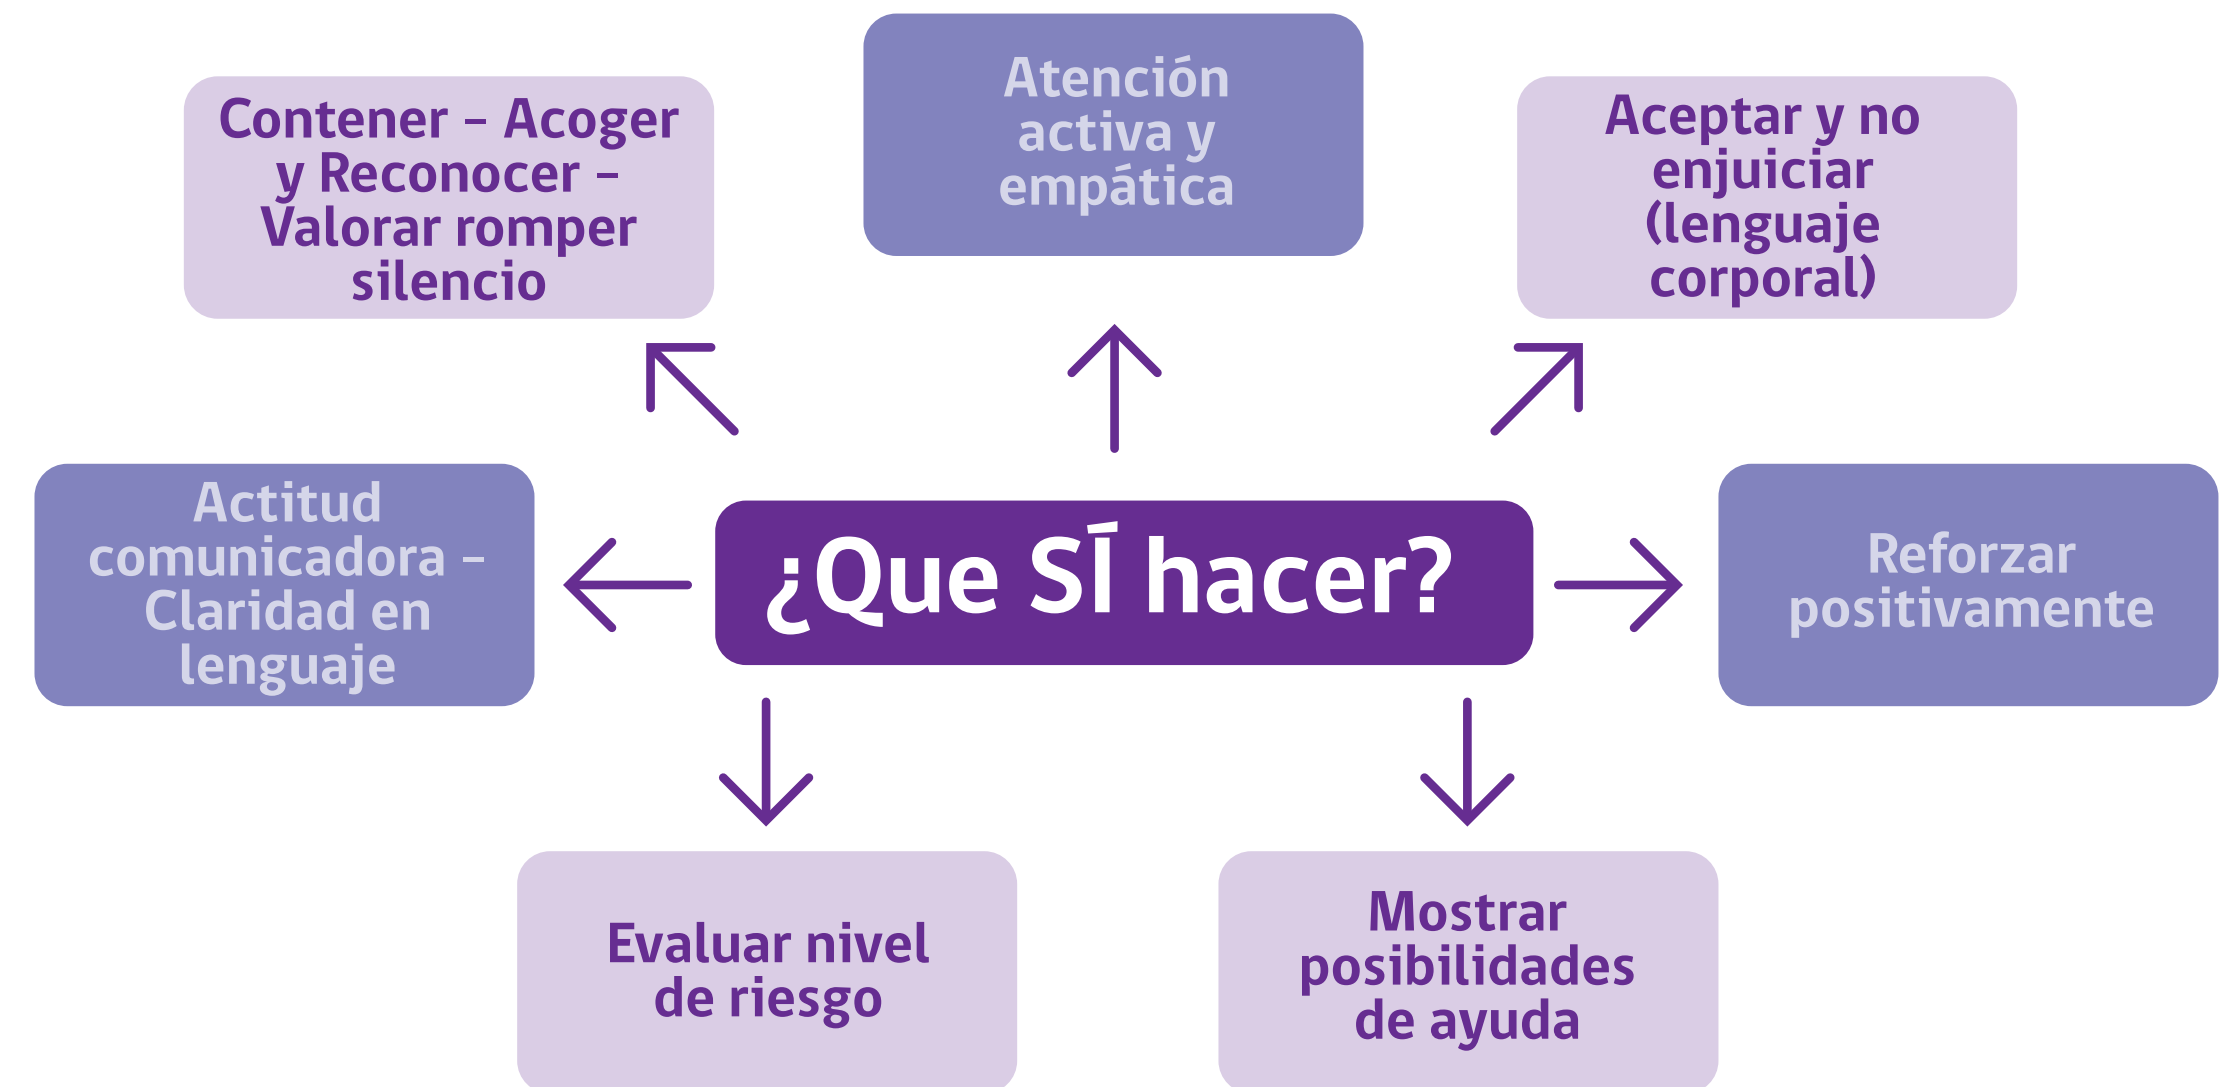 Atención
activa y
empática
Contener – Acoger
y Reconocer –
Valorar romper
silencio
Aceptar y no
enjuiciar
(lenguaje
corporal)
Actitud
comunicadora –
Claridad en
lenguaje
¿Que SÍ hacer?
Reforzar
positivamente
Evaluar nivel
de riesgo
Mostrar
posibilidades
de ayuda